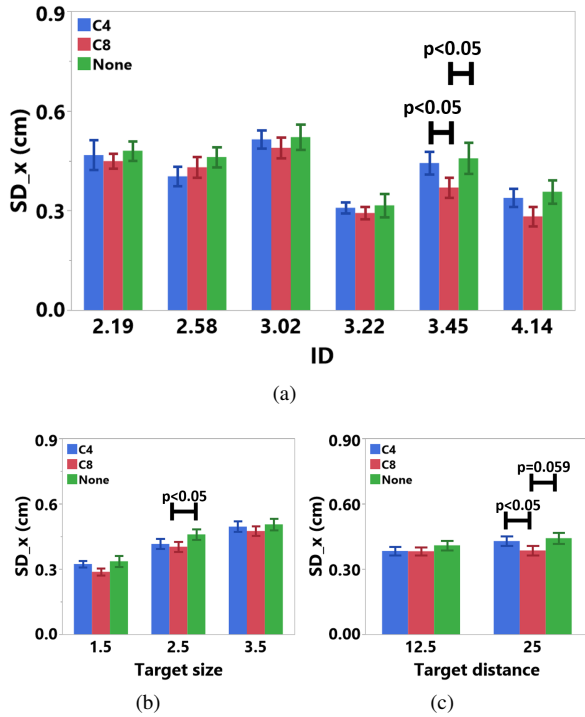 0.9
C4
C8
None
p<0.05
p<0.05
0.6
0.3
0.0
SD_x (cm)
2.19 2.58 3.02 3.22 3.45 4.14
ID
(a)
0.9
C4
C8
None
p<0.05
0.6
0.3
0.0
SD_x (cm)
1.5 2.5 3.5
Target size
(b)
0.90
C4
C8
None
p=0.059
p<0.05
0.60
0.30
0.00
SD_x (cm)
12.5 25
Target distance
(c)